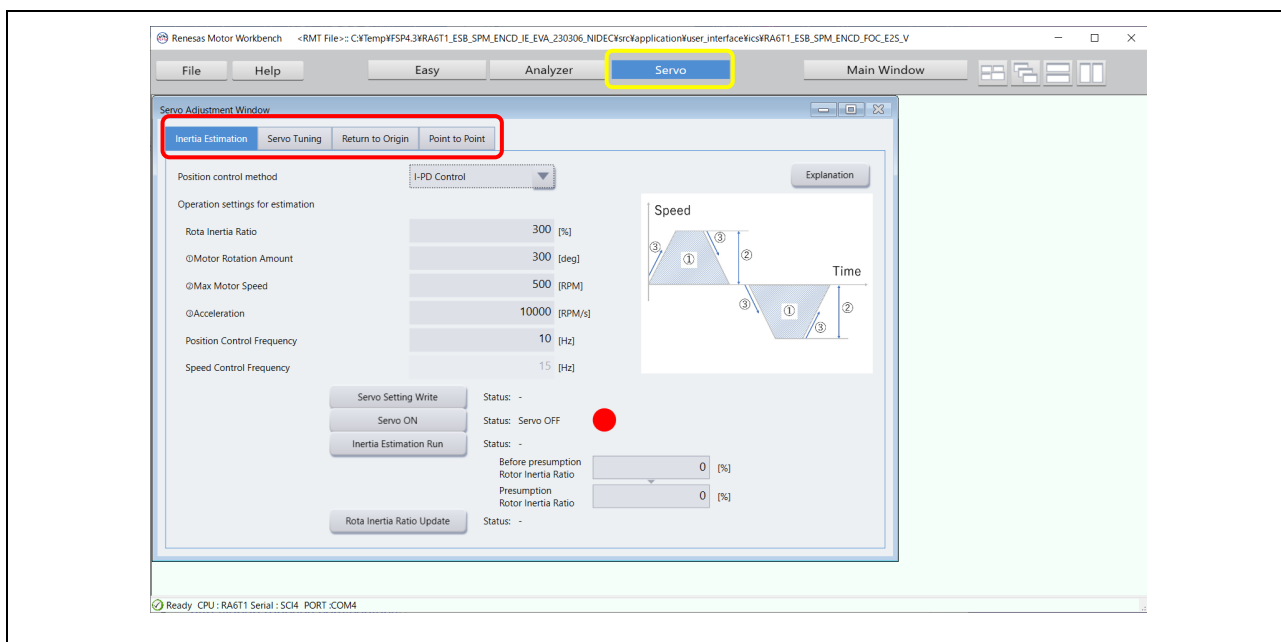 Renesas Motor Workbench <RMT File>:: C:¥Temp¥FSP4.3¥RA6T1_ESB_SPM_ENCD_IE_EVA_230306_NIDEC¥src¥application¥user_interface¥ics¥RA6T1_ESB_SPM_ENCD_FOC_E2S_V
File Help Easy Analyzer Servo Main Window
Servo Adjustment Window
Inertia Estimation Servo Tuning Return to Origin Point to Point
Position control method I-PD Control Explanation
Operation settings for estimation
Rota Inertia Ratio 300 [%]
①Motor Rotation Amount 300 [deg]
②Max Motor Speed 500 [RPM]
③Acceleration 10000 [RPM/s]
Position Control Frequency 10 [Hz]
Speed Control Frequency 15 [Hz]
Speed
③ ① ③ ②
Time
③ ① ③ ②
Servo Setting Write Status: -
Servo ON Status: Servo OFF
Inertia Estimation Run Status: -
Before presumption
Rotor Inertia Ratio 0 [%]
Presumption
Rotor Inertia Ratio 0 [%]
Rota Inertia Ratio Update Status: -
Ready CPU : RA6T1 Serial : SCI4 PORT :COM4